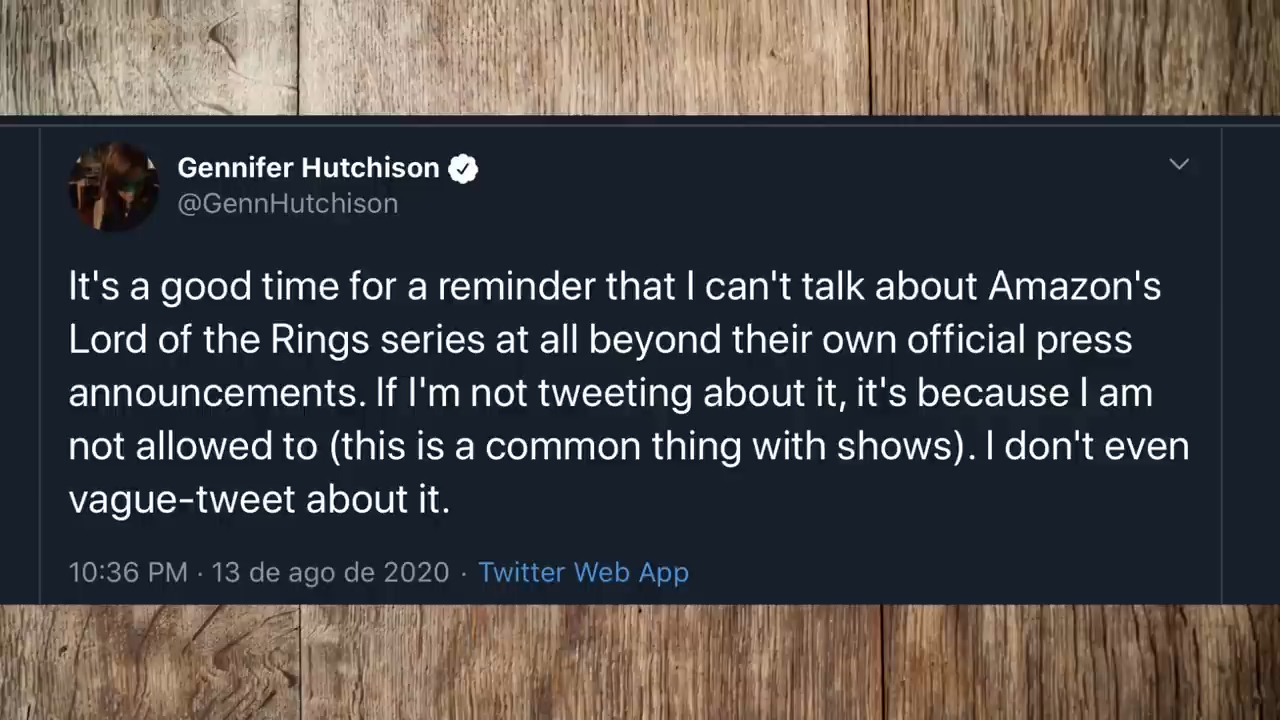 Gennifer Hutchison
@GennHutchison
It's a good time for a reminder that I can't talk about Amazon's
Lord of the Rings series at all beyond their own official press
announcements. If I'm not tweeting about it, it's because I am
not allowed to (this is a common thing with shows). I don't even
vague-tweet about it.
10:36 PM · 13 de ago de 2020 · Twitter Web App